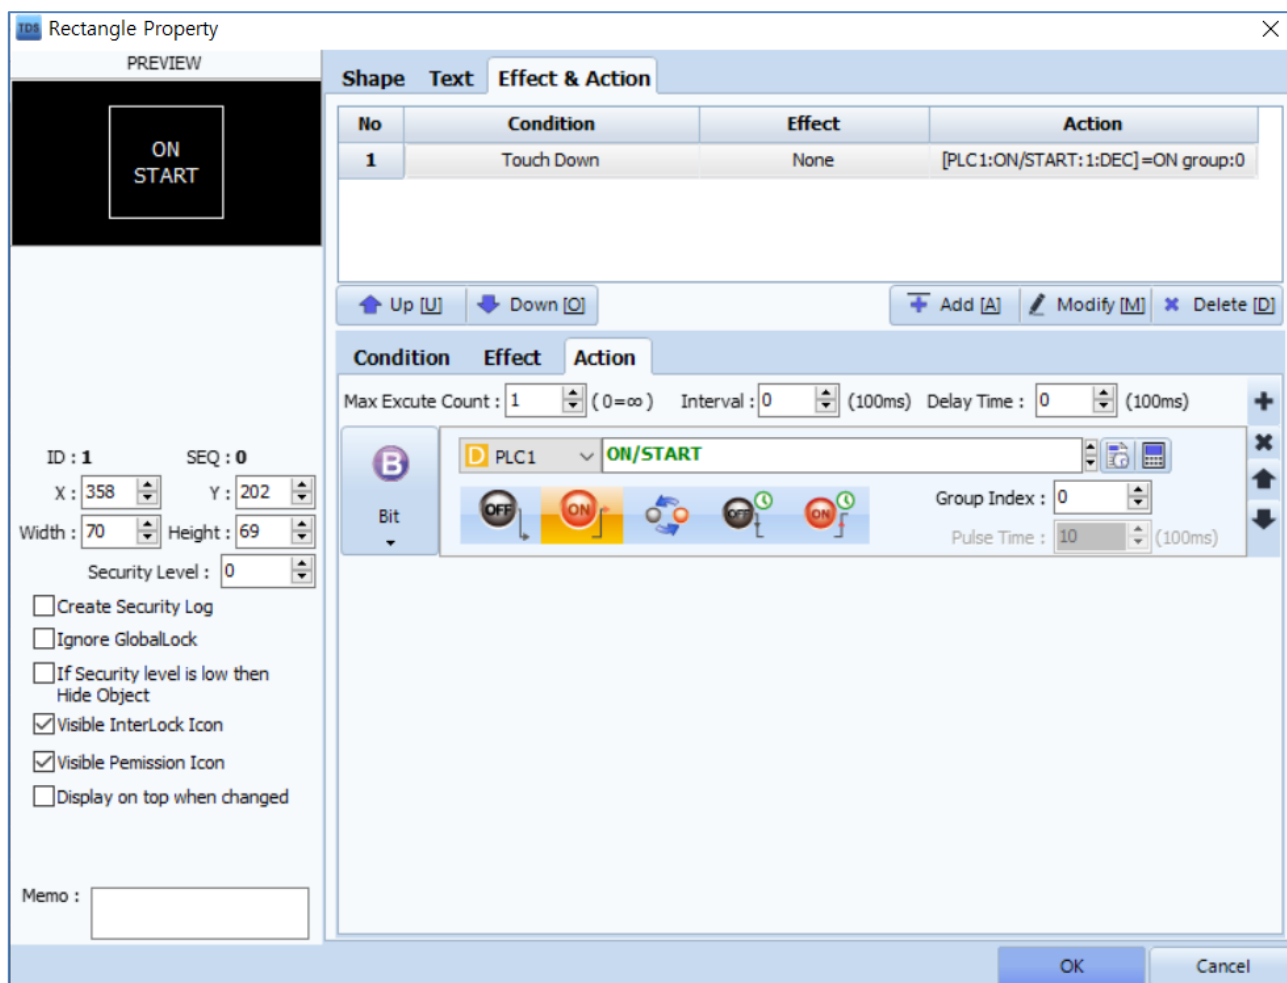 TDS Rectangle Property
PREVIEW
ON
START
Shape Text Effect & Action
No Condition Effect Action
1 Touch Down None [PLC1:ON/START:1:DEC]=ON group:0
Up [U] Down [O] Add [A] Modify [M] Delete [D]
Condition Effect Action
Max Excute Count : 1 ( 0=∞ ) Interval : 0 (100ms) Delay Time : 0 (100ms)
B Bit
D PLC1 ON/START
OFF ON OFF ON
Group Index : 0
Pulse Time : 10 (100ms)
ID : 1 SEQ : 0
X : 358 Y : 202
Width : 70 Height : 69
Security Level : 0
Create Security Log
Ignore GlobalLock
If Security level is low then
Hide Object
Visible InterLock Icon
Visible Pemission Icon
Display on top when changed
Memo :
OK Cancel